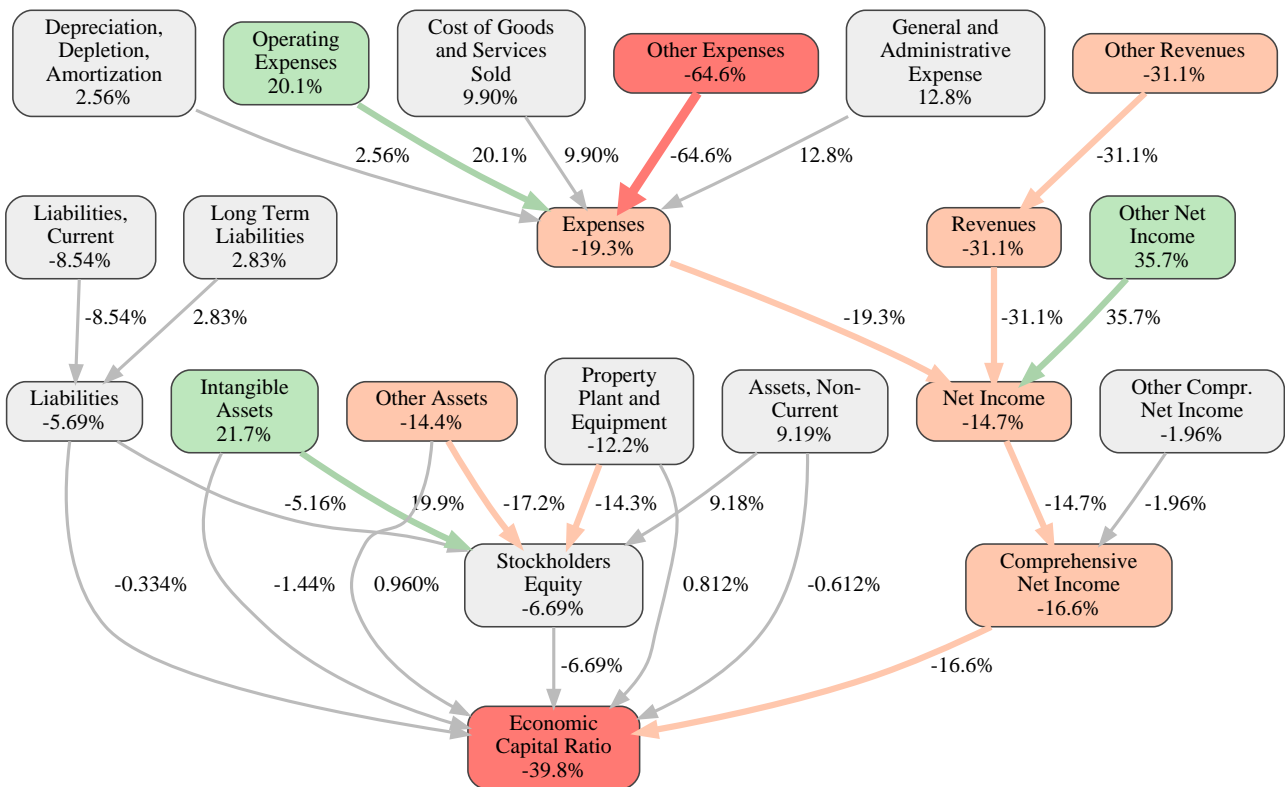 Depreciation,
Depletion,
Amortization
2.56%
Operating
Expenses
20.1%
Cost of Goods
and Services
Sold
9.90%
Other Expenses
-64.6%
General and
Administrative
Expense
12.8%
Other Revenues
-31.1%
2.56%
20.1%
9.90%
-64.6%
12.8%
-31.1%
Liabilities,
Current
-8.54%
Long Term
Liabilities
2.83%
Expenses
-19.3%
Revenues
-31.1%
Other Net
Income
35.7%
-8.54%
2.83%
-19.3%
-31.1%
35.7%
Liabilities
-5.69%
Intangible
Assets
21.7%
Other Assets
-14.4%
Property
Plant and
Equipment
-12.2%
Assets, Non-
Current
9.19%
Net Income
-14.7%
Other Compr.
Net Income
-1.96%
-5.16%
19.9%
-17.2%
-14.3%
9.18%
-14.7%
-1.96%
-0.334%
-1.44%
0.960%
Stockholders
Equity
-6.69%
0.812%
-0.612%
Comprehensive
Net Income
-16.6%
-6.69%
-16.6%
Economic
Capital Ratio
-39.8%